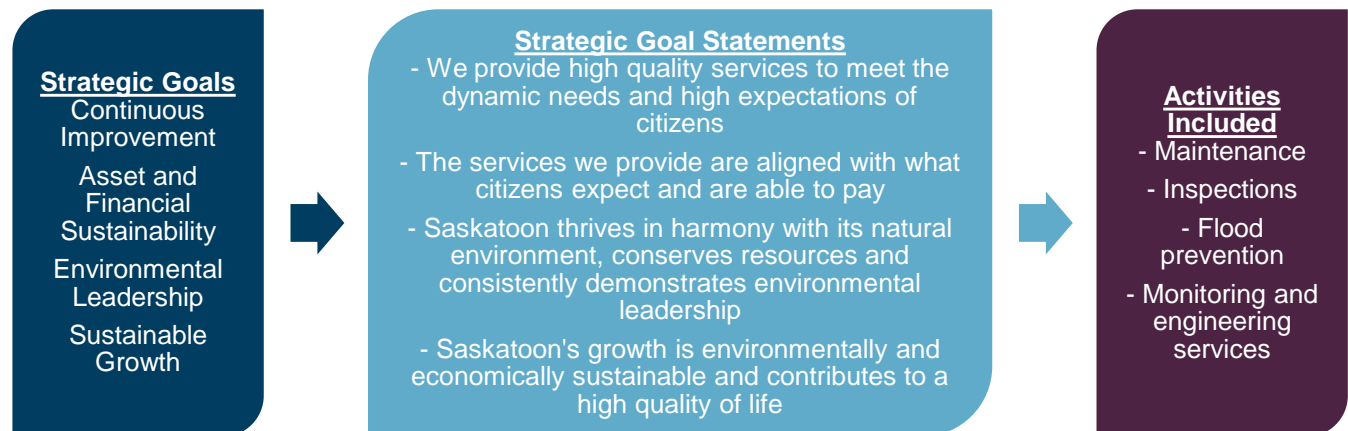 Strategic Goals
Continuous
Improvement
Asset and
Financial
Sustainability
Environmental
Leadership
Sustainable
Growth
Strategic Goal Statements
- We provide high quality services to meet the
dynamic needs and high expectations of
citizens
- The services we provide are aligned with what
citizens expect and are able to pay
- Saskatoon thrives in harmony with its natural
environment, conserves resources and
consistently demonstrates environmental
leadership
- Saskatoon's growth is environmentally and
economically sustainable and contributes to a
high quality of life
Activities
Included
- Maintenance
- Inspections
- Flood
prevention
- Monitoring and
engineering
services